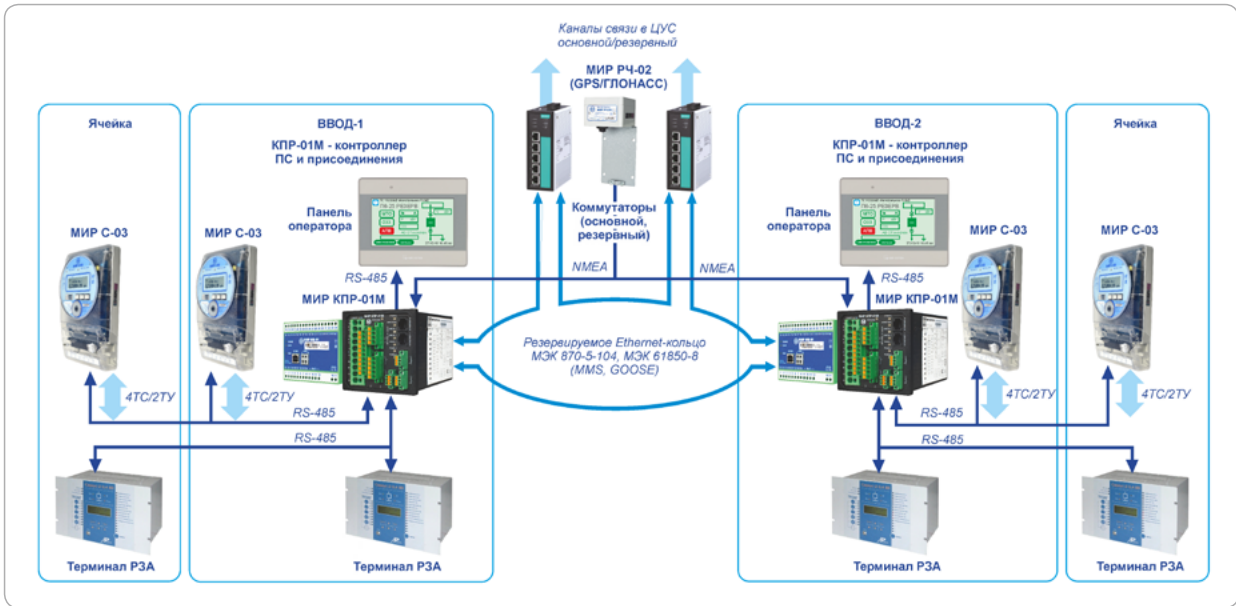 Каналы связи в ЦУС
основной/резервный
МИР РЧ-02
(GPS/ГЛОНАСС)
Ячейка
ВВОД-1
КПР-01М - контроллер
ПС и присоединения
ВВОД-2
КПР-01М - контроллер
ПС и присоединения
Ячейка
Панель
оператора
Коммутаторы
(основной,
резервный)
Панель
оператора
МИР С-03
МИР С-03
МИР С-03
МИР С-03
RS-485
NMEA
NMEA
RS-485
МИР КПР-01М
МИР КПР-01М
Резервируемое Ethernet-кольцо
МЭК 870-5-104, МЭК 61850-8
(MMS, GOOSE)
4ТС/2ТУ
4ТС/2ТУ
RS-485
4ТС/2ТУ
4ТС/2ТУ
RS-485
RS-485
RS-485
Терминал РЗА
Терминал РЗА
Терминал РЗА
Терминал РЗА